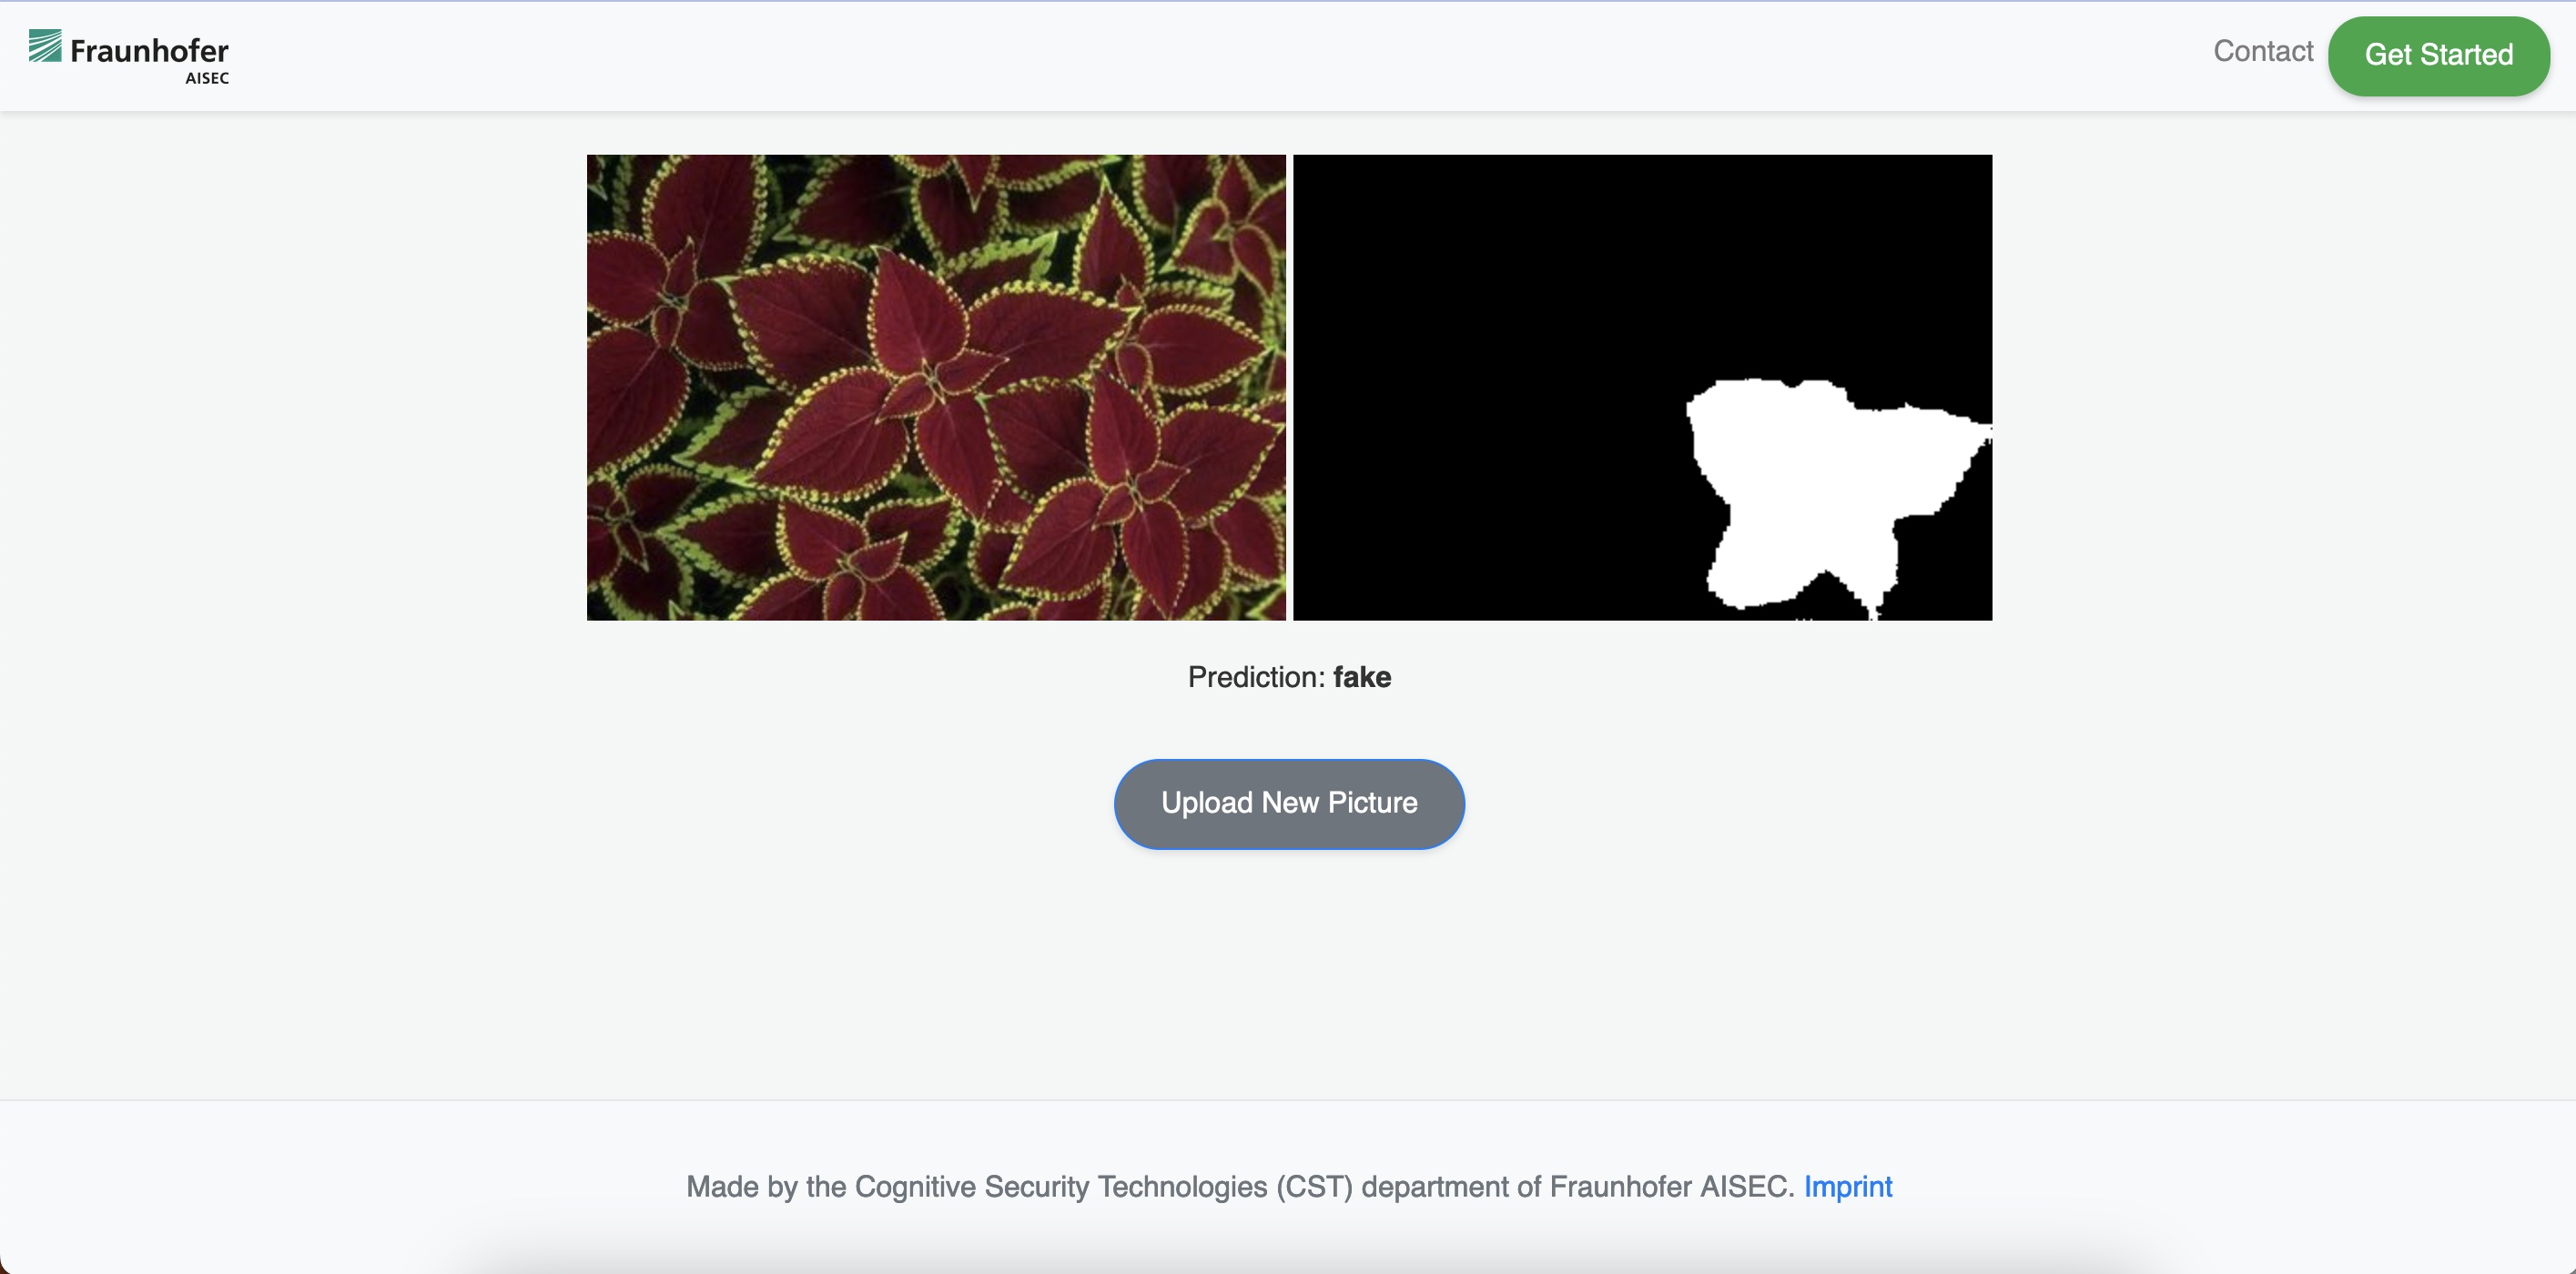 Fraunhofer
AISEC
Contact
Get Started
Prediction: fake
Upload New Picture
Made by the Cognitive Security Technologies (CST) department of Fraunhofer AISEC. Imprint